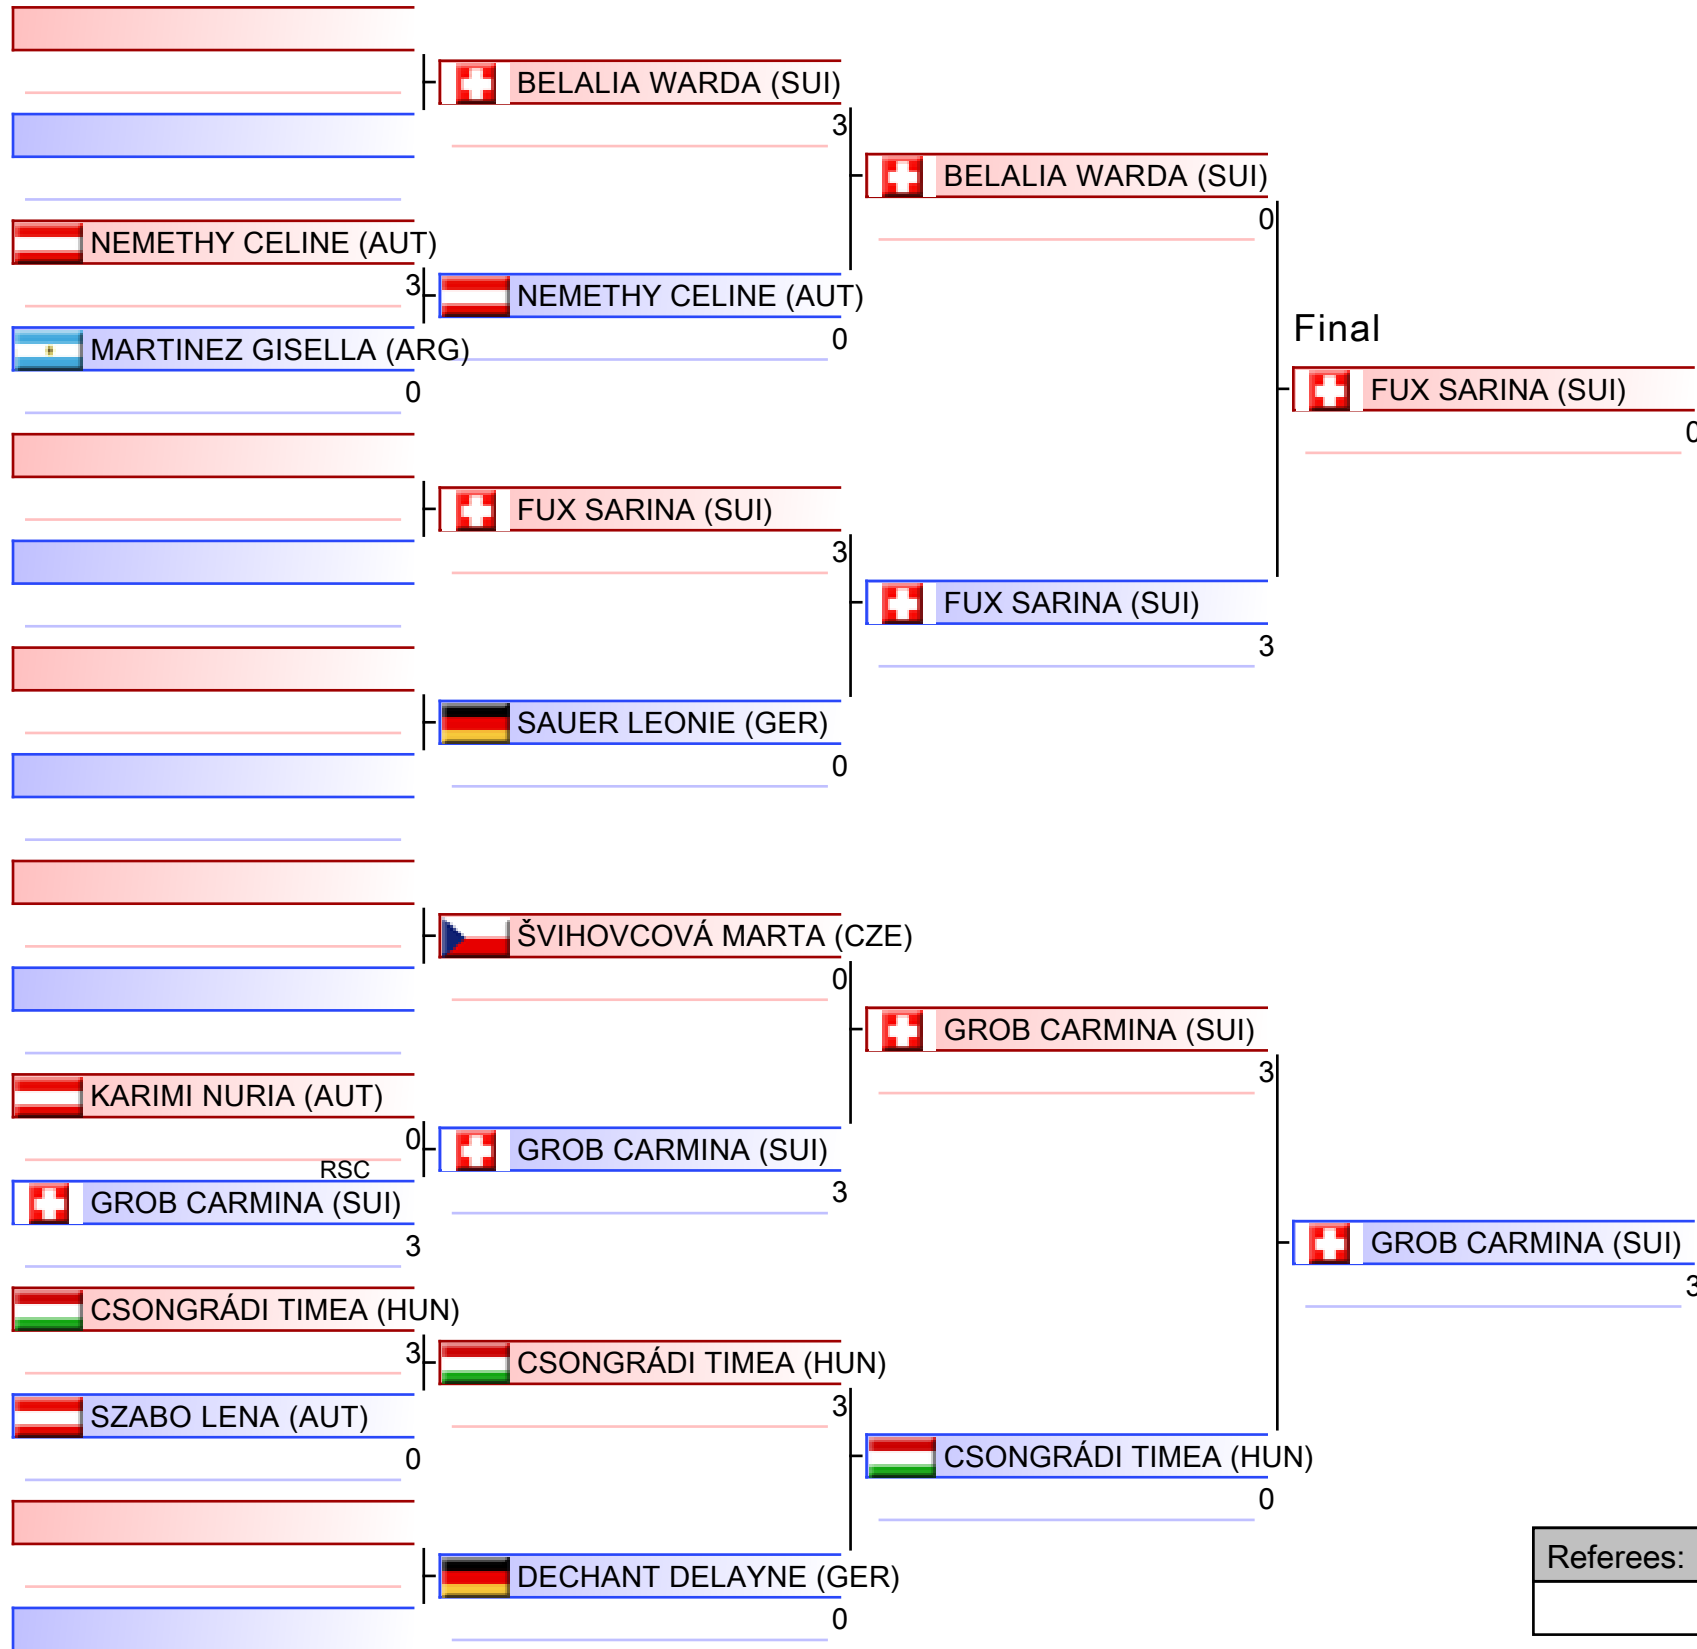 BELALIA WARDA (SUI)
3
BELALIA WARDA (SUI)
0
NEMETHY CELINE (AUT)
3
NEMETHY CELINE (AUT)
0
MARTINEZ GISELLA (ARG)
0
Final
FUX SARINA (SUI)
0
FUX SARINA (SUI)
3
FUX SARINA (SUI)
3
SAUER LEONIE (GER)
0
ŠVIHOVCOVÁ MARTA (CZE)
0
GROB CARMINA (SUI)
3
KARIMI NURIA (AUT)
0
RSC
GROB CARMINA (SUI)
3
GROB CARMINA (SUI)
3
GROB CARMINA (SUI)
3
CSONGRÁDI TIMEA (HUN)
3
CSONGRÁDI TIMEA (HUN)
3
SZABO LENA (AUT)
0
CSONGRÁDI TIMEA (HUN)
0
DECHANT DELAYNE (GER)
0
Referees: